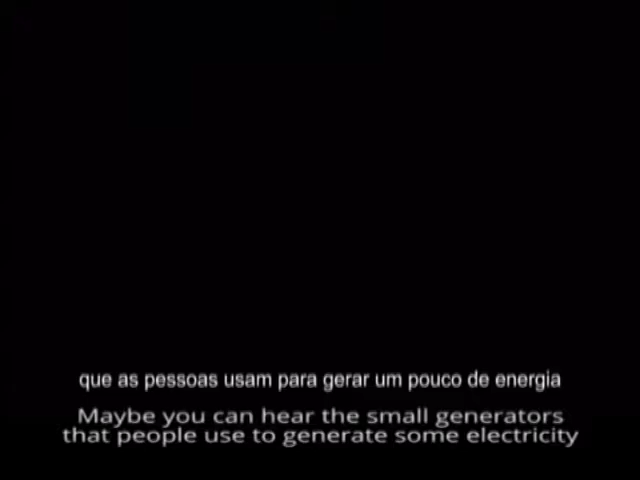 que as pessoas usam para gerar um pouco de energia
Maybe you can hear the small generators
that people use to generate some electricity